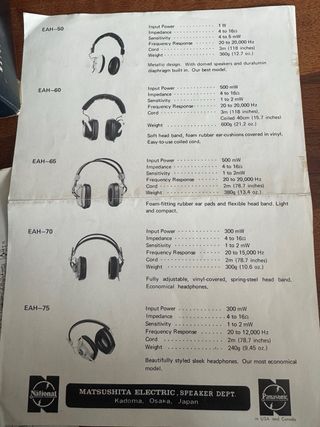 EAH-50
Input Power 1 W
Impedance 4 to 16Ω
Sensitivity 4 to 5 mW
Frequency Response 20 to 20,000 Hz
Cord 3m (118 inches)
Weight 360g (12.7 oz.)
Metallic design. With domed speakers and duralumin
diaphragm built in. Our best model.
EAH-60
Input Power 500 mW
Impedance 4 to 16Ω
Sensitivity 1 to 2 mW
Frequency Response 20 to 20,000 Hz
Cord 3m (118 inches)
Coiled 40cm (15.7 inches)
Weight 600g (21.2 oz.)
Soft head band, foam rubber ear-cushions covered in vinyl.
Easy-to-use coiled cord.
EAH-65
Input Power 500 mW
Impedance 4 to 16Ω
Sensitivity 1 to 2mW
Frequency Response 20 to 20,000 Hz
Cord 2m (78.7 inches)
Weight 380g (13.4 oz.)
Foam-fitting rubber ear pads and flexible head band. Light
and compact.
EAH-70
Input Power 300 mW
Impedance 4 to 16Ω
Sensitivity 1 to 2 mW
Frequency Response 20 to 15,000 Hz
Cord 2m (78.7 inches)
Weight 300g (10.6 oz.)
Fully adjustable, vinyl-covered, spring-steel head band.
Economical headphones.
EAH-75
Input Power 300 mW
Impedance 4 to 16Ω
Sensitivity 1 to 2 mW
Frequency Response 20 to 12,000 Hz
Cord 2m (78.7 inches)
Weight 240g (9.45 oz.)
Beautifully styled sleek headphones. Our most economical
model.
National
MATSUSHITA ELECTRIC, SPEAKER DEPT.
Kadoma, Osaka, Japan
Panasonic
in USA and Canada